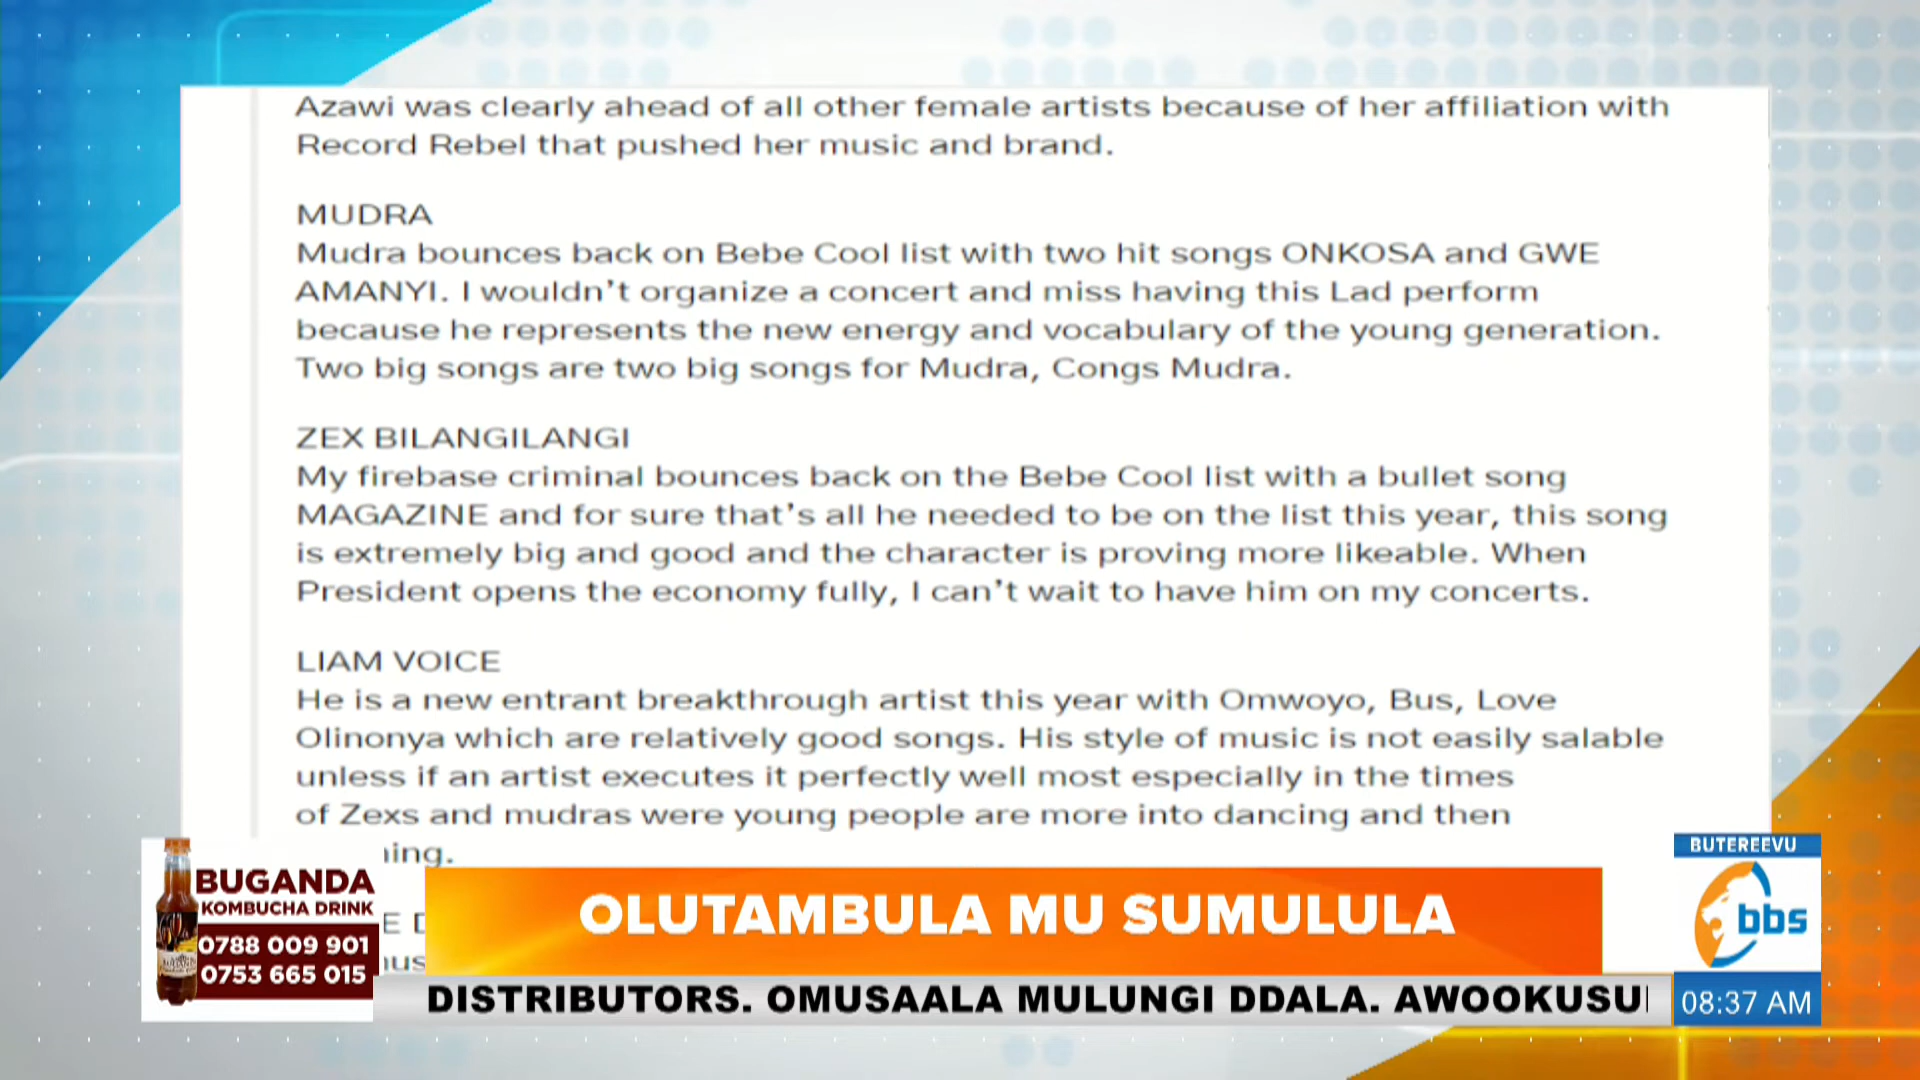 Azawi was clearly ahead of all other female artists because of her affiliation with
Record Rebel that pushed her music and brand.
MUDRA
Mudra bounces back on Bebe Cool list with two hit songs ONKOSA and GWE
AMANYI. I wouldn't organize a concert and miss having this Lad perform
because he represents the new energy and vocabulary of the young generation.
Two big songs are two big songs for Mudra, Congs Mudra.
ZEX BILANGILANGI
My firebase criminal bounces back on the Bebe Cool list with a bullet song
MAGAZINE and for sure that's all he needed to be on the list this year, this song
is extremely big and good and the character is proving more likeable. When
President opens the economy fully, I can't wait to have him on my concerts.
LIAM VOICE
He is a new entrant breakthrough artist this year with Omwoyo, Bus, Love
Olinonya which are relatively good songs. His style of music is not easily salable
unless if an artist executes it perfectly well most especially in the times
of Zexs and mudras were young people are more into dancing and then
BUGANDA
KOMBUCHA DRINK
0788 009 901
0753 665 015
OLUTAMBULA MU SUMULULA
DISTRIBUTORS. OMUSAALA MULUNGI DDALA.
BUTEREEVU
bbs
08:37 AM